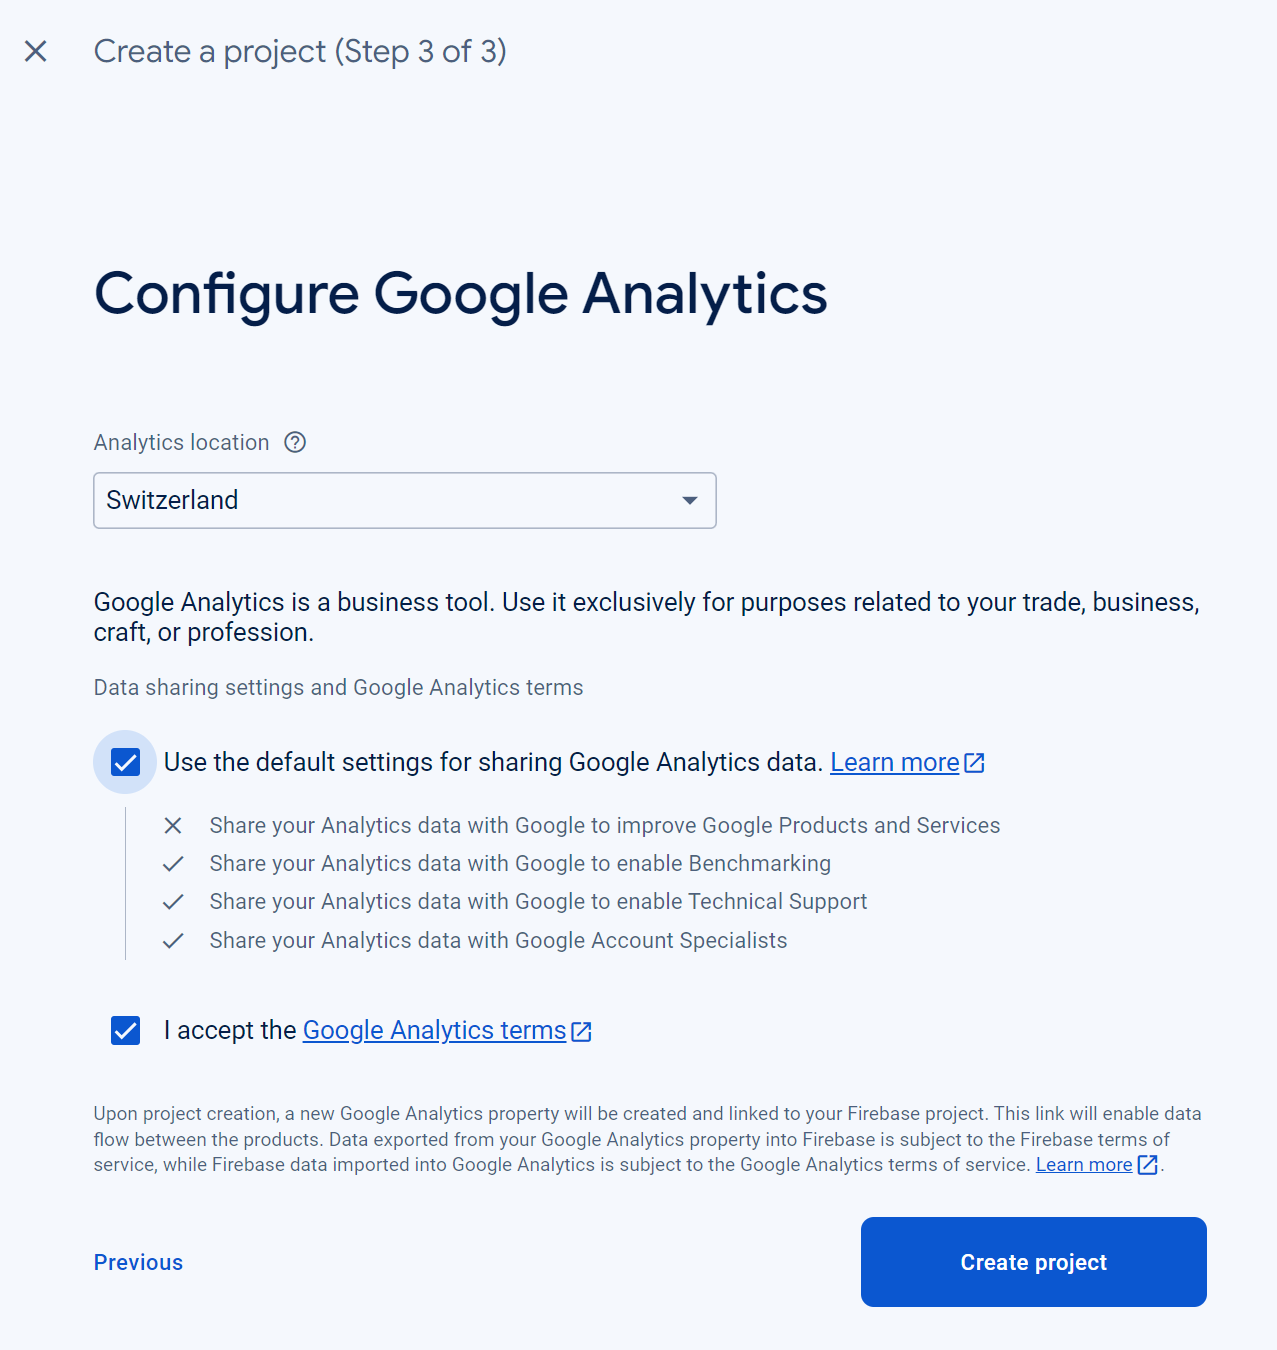 Create a project (Step 3 of 3)
Configure Google Analytics
Analytics location
Switzerland
Google Analytics is a business tool. Use it exclusively for purposes related to your trade, business,
craft, or profession.
Data sharing settings and Google Analytics terms
Use the default settings for sharing Google Analytics data. Learn more
Share your Analytics data with Google to improve Google Products and Services
Share your Analytics data with Google to enable Benchmarking
Share your Analytics data with Google to enable Technical Support
Share your Analytics data with Google Account Specialists
I accept the Google Analytics terms
Upon project creation, a new Google Analytics property will be created and linked to your Firebase project. This link will enable data
flow between the products. Data exported from your Google Analytics property into Firebase is subject to the Firebase terms of
service, while Firebase data imported into Google Analytics is subject to the Google Analytics terms of service. Learn more.
Previous
Create project